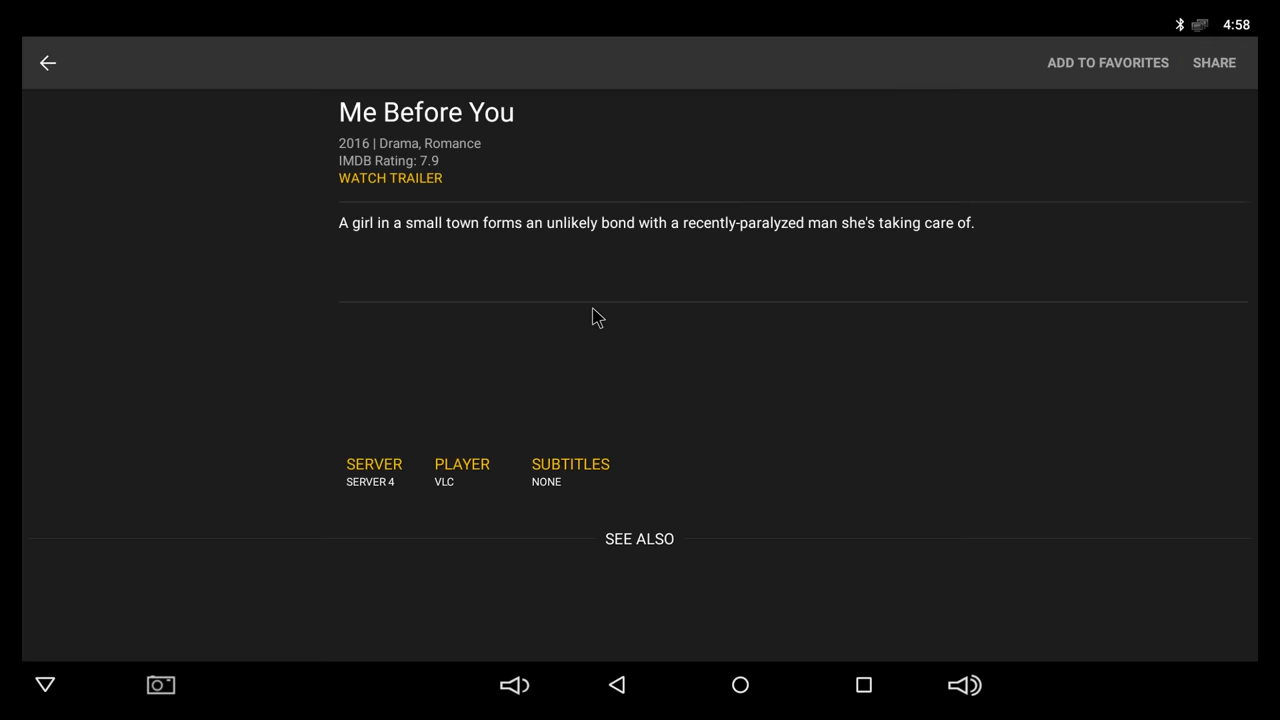 4:58
ADD TO FAVORITES SHARE
Me Before You
2016 | Drama, Romance
IMDB Rating: 7.9
WATCH TRAILER
A girl in a small town forms an unlikely bond with a recently-paralyzed man she's taking care of.
SERVER PLAYER SUBTITLES
SERVER 4 VLC NONE
SEE ALSO